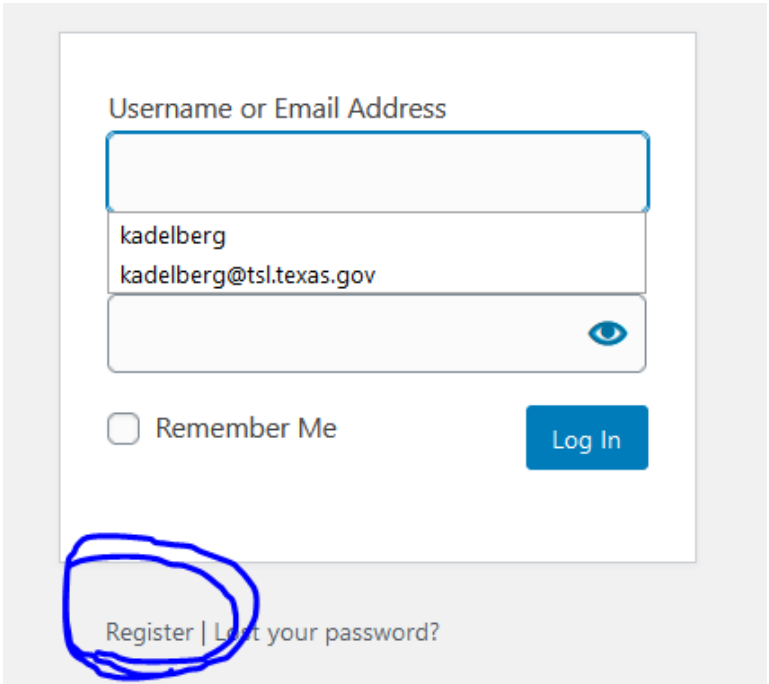 Username or Email Address
kadelberg
kadelberg@tsl.texas.gov
Remember Me
Log In
Register | Lost your password?